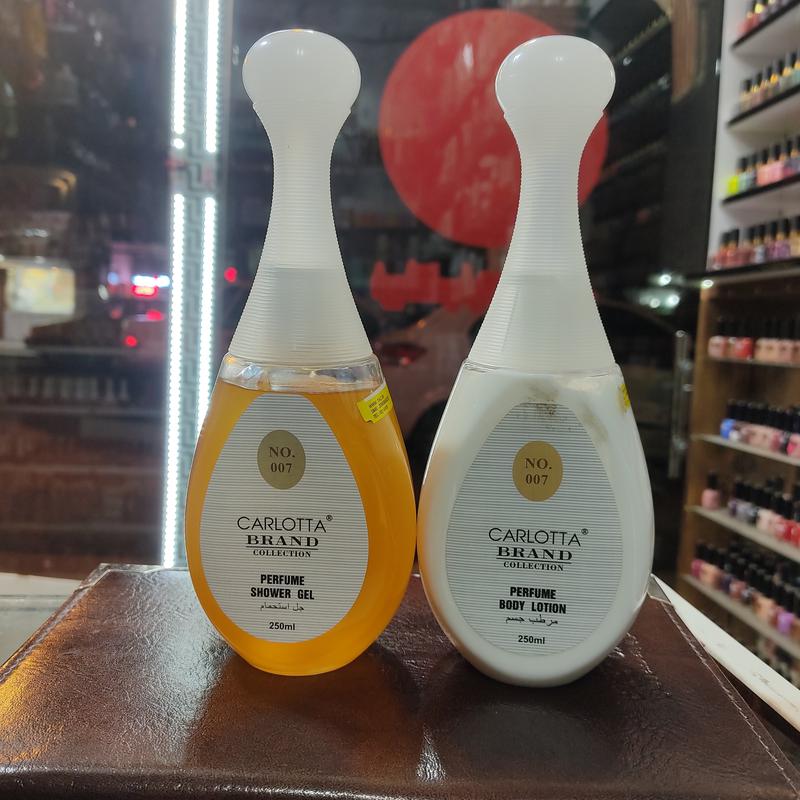 NO.
007
CARLOTTA®
BRAND
COLLECTION
PERFUME
SHOWER GEL
جل استحمام
250ml
NO.
007
CARLOTTA®
BRAND
COLLECTION
PERFUME
BODY LOTION
مرطب جسم
250ml